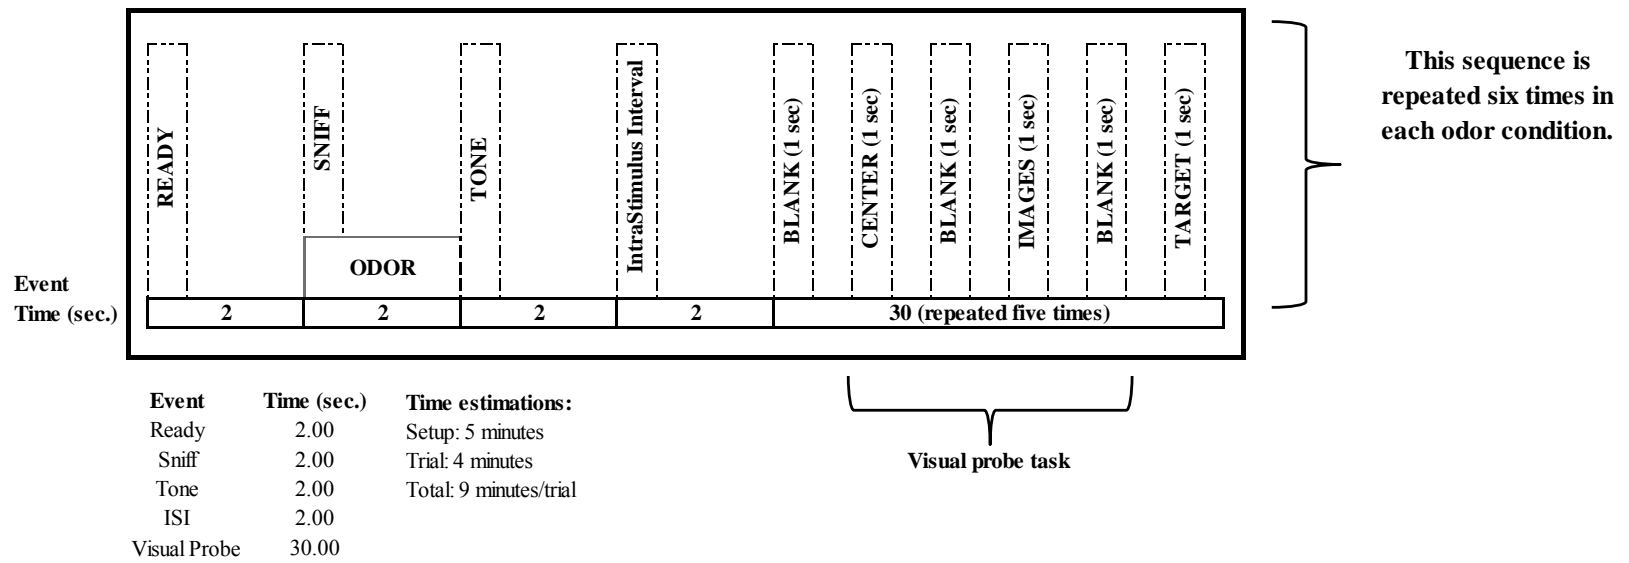 READY
SNIFF
TONE
IntraStimulus Interval
BLANK (1 sec)
CENTER (1 sec)
BLANK (1 sec)
IMAGES (1 sec)
BLANK (1 sec)
TARGET (1 sec)
ODOR
This sequence is
repeated six times in
each odor condition.
Event
Time (sec.)
2
2
2
2
30 (repeated five times)
Event Time (sec.)
Ready 2.00
Sniff 2.00
Tone 2.00
ISI 2.00
Visual Probe 30.00
Time estimations:
Setup: 5 minutes
Trial: 4 minutes
Total: 9 minutes/trial
Visual probe task